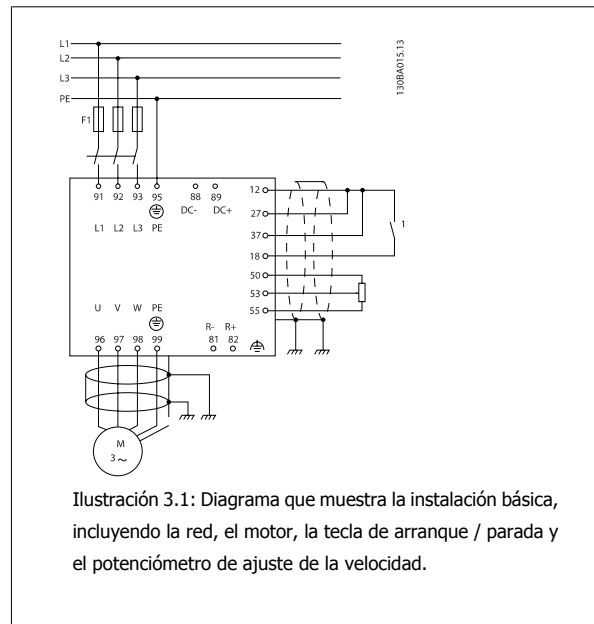 L1
L2
L3
PE
130BA015.13
F1
91 92 93 95 88 89
DC- DC+
L1 L2 L3 PE
12
27
37
18
50
53
55
1
U V W PE
96 97 98 99
R- R+
81 82
M
3 ~
Ilustración 3.1: Diagrama que muestra la instalación básica,
incluyendo la red, el motor, la tecla de arranque / parada y
el potenciómetro de ajuste de la velocidad.